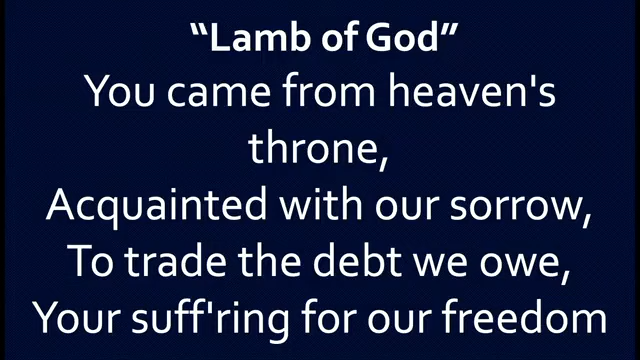 “Lamb of God”
You came from heaven's
throne,
Acquainted with our sorrow,
To trade the debt we owe,
Your suff'ring for our freedom